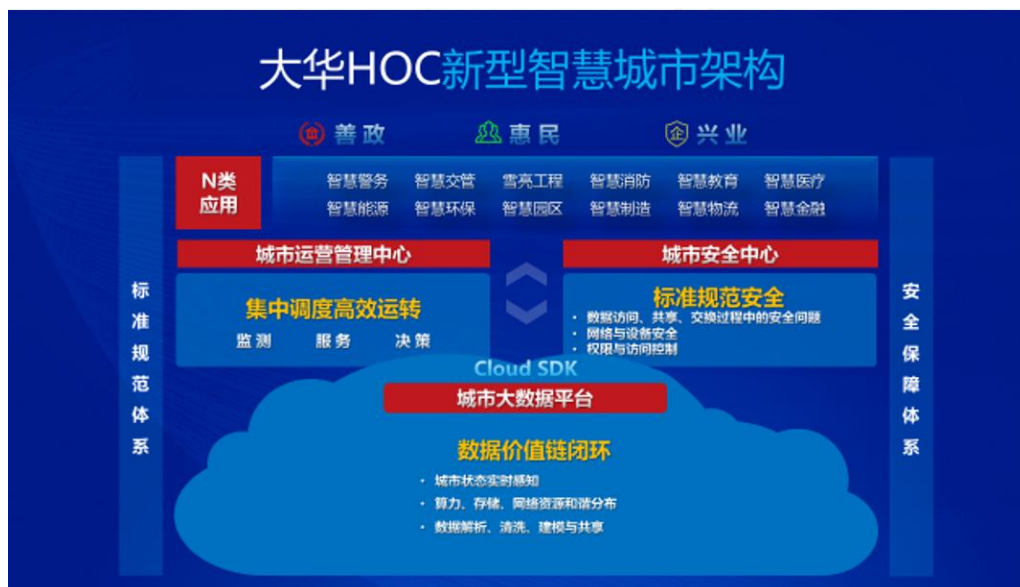 大华HOC新型智慧城市架构
善政 惠民 兴业
N类
应用
智慧警务 智慧交管 雪亮工程 智慧消防 智慧教育 智慧医疗
智慧能源 智慧环保 智慧园区 智慧制造 智慧物流 智慧金融
标准规范体系
城市运营管理中心
集中调度高效运转
监测 服务 决策
城市安全中心
标准规范安全
· 数据访问、共享、交换过程中的安全问题
· 网络与设备安全
· 权限与访问控制
安全保障体系
Cloud SDK
城市大数据平台
数据价值链闭环
· 城市状态实时感知
· 算力、存储、网络资源和谐分布
· 数据解析、清洗、建模与共享